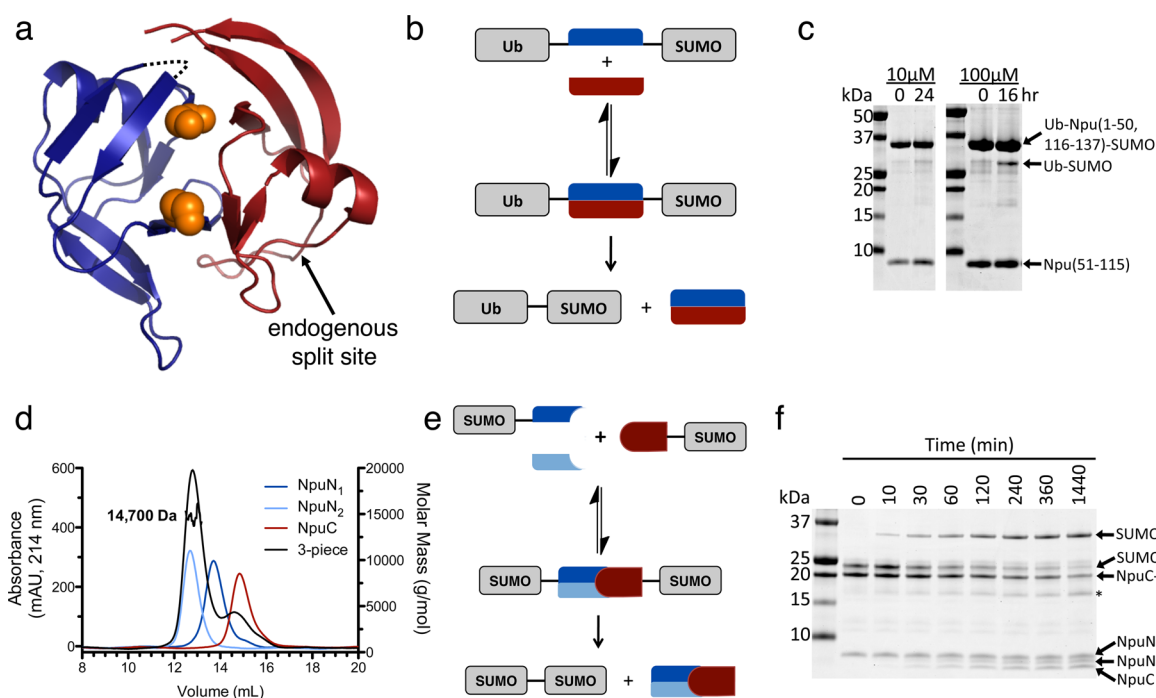 a
endogenous
split site
b
Ub
SUMO
+
Ub
SUMO
Ub
SUMO
+
c
10µM
100µM
kDa
0
24
0
16
hr
50
37
25
20
15
10
Ub-Npu(1-50,
116-137)-SUMO
Ub-SUMO
Npu(51-115)
d
600
400
200
0
Absorbance
(mAU, 214 nm)
14,700 Da
NpuN1
NpuN2
NpuC
3-piece
20000
15000
10000
5000
0
Molar Mass (g/mol)
8
10
12
14
16
18
20
Volume (mL)
e
SUMO
+
SUMO
SUMO
SUMO
SUMO
SUMO
+
f
Time (min)
kDa
0
10
30
60
120
240
360
1440
37
25
20
15
10
SUMO
NpuC-
*
NpuN
NpuN
NpuC